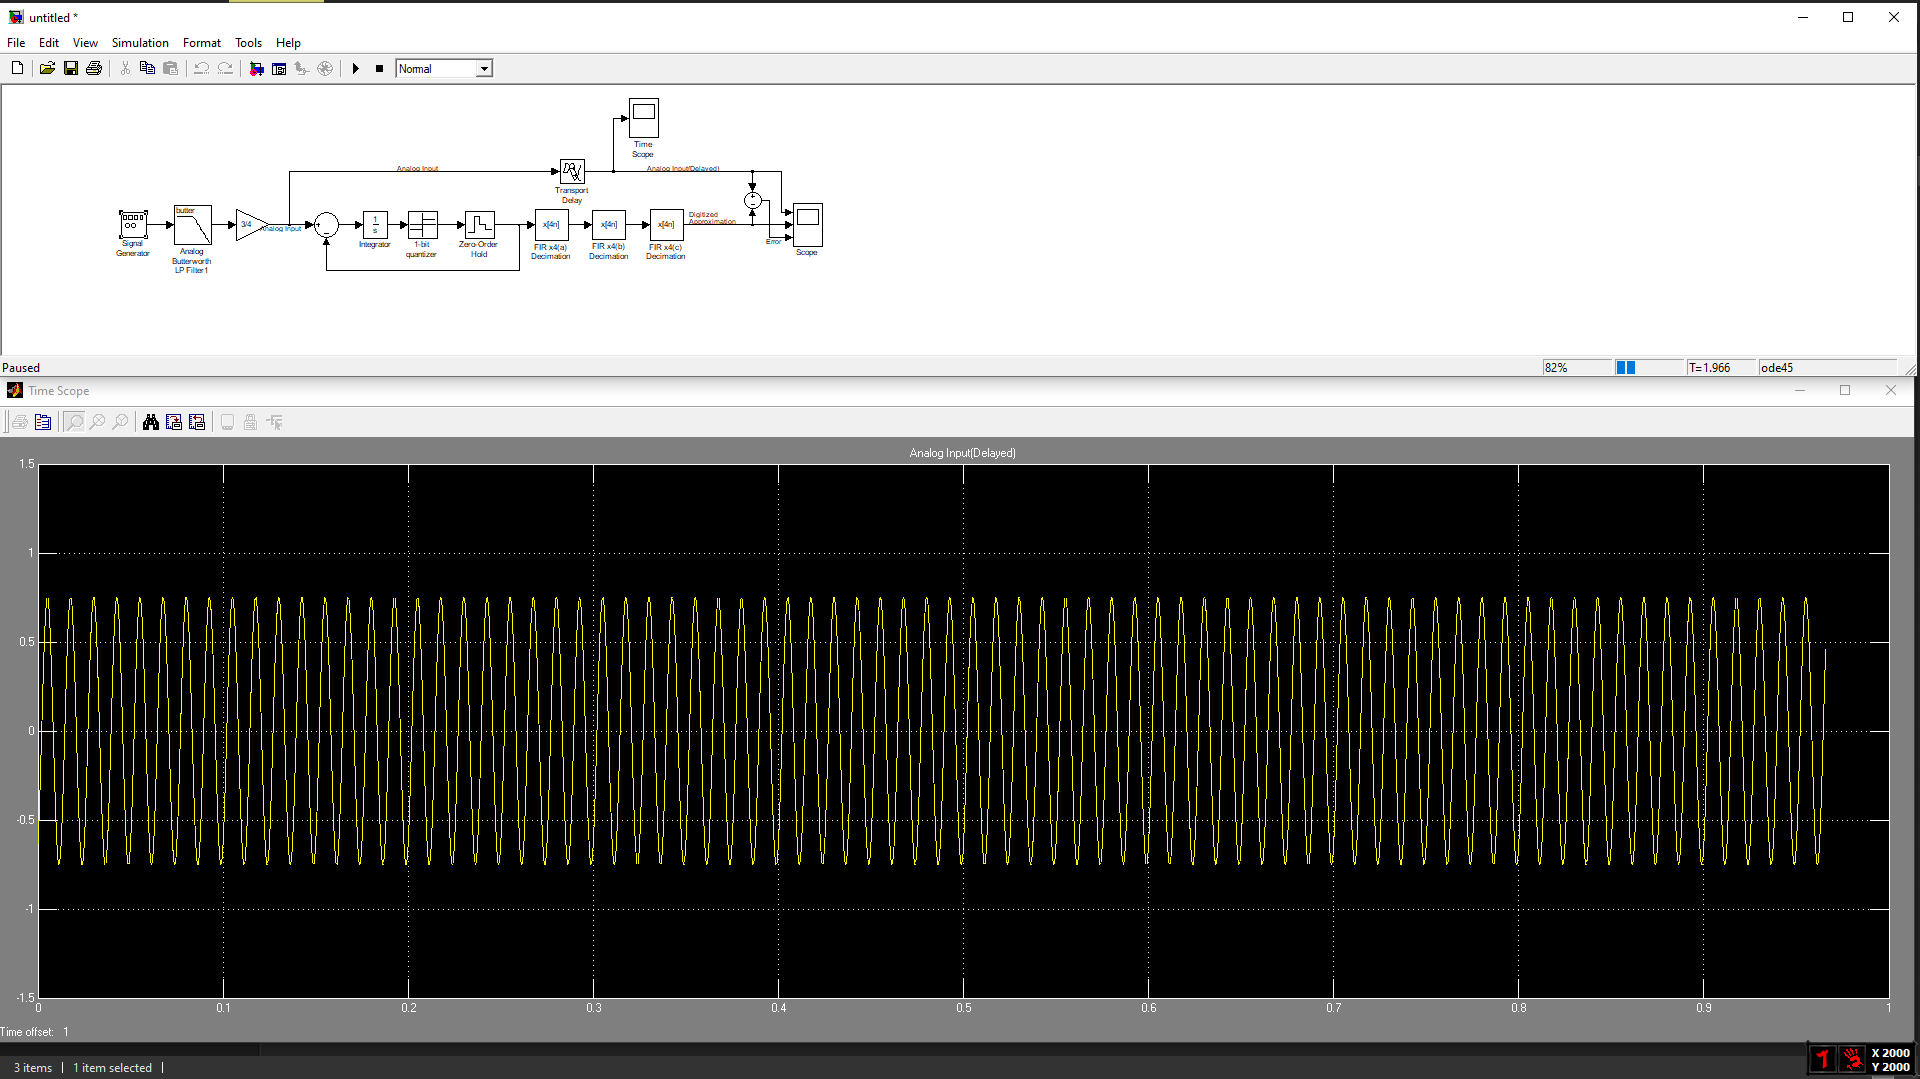 untitled *
File Edit View Simulation Format Tools Help
Normal
Time
Scope
Analog Input
Analog Input(Delayed)
Transport
Delay
butter
3/4
Analog Input
1
s
x[4n]
x[4n]
x[4n]
Digitized
Approximation
Error
Signal
Generator
Analog
Butterworth
LP Filter1
Integrator
1-bit
quantizer
Zero-Order
Hold
FIR x4(a)
Decimation
FIR x4(b)
Decimation
FIR x4(c)
Decimation
Scope
Paused
82%
T=1.966
ode45
Time Scope
Analog Input(Delayed)
1.5
1
0.5
0
-0.5
-1
-1.5
0 0.1 0.2 0.3 0.4 0.5 0.6 0.7 0.8 0.9 1
Time offset: 1
3 items 1 item selected
X 2000
Y 2000